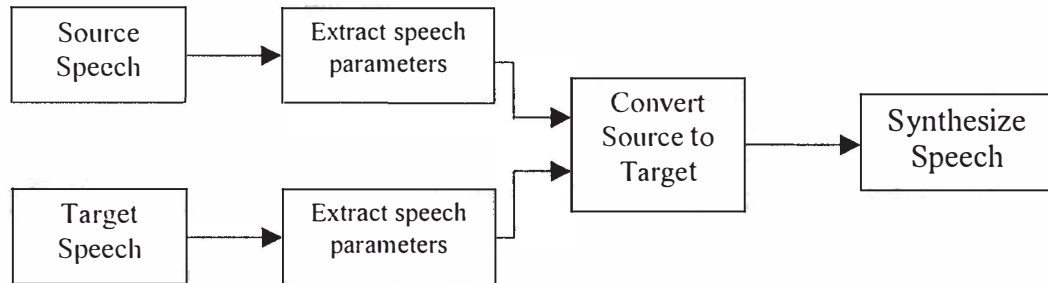 Source
Speech
Extract speech
parameters
Convert
Source to
Target
Synthesize
Speech
Target
Speech
Extract speech
parameters